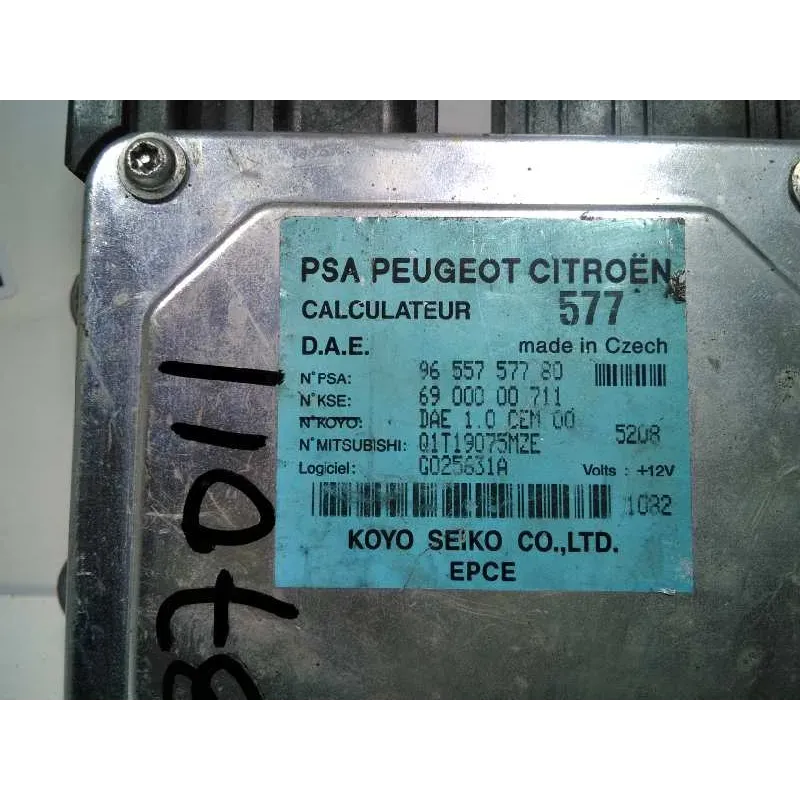 PSA PEUGEOT CITROËN
CALCULATEUR 577
D.A.E. made in Czech
N°PSA: 96 557 577 80
N°KSE: 69 000 00 711
N°KOYO: DAE 1.0 CEM 00
N°MITSUBISHI: Q1T19075MZE 5208
Logiciel: G025631A Volts : +12V
1082
KOYO SEIKO CO.,LTD.
EPCE
37011